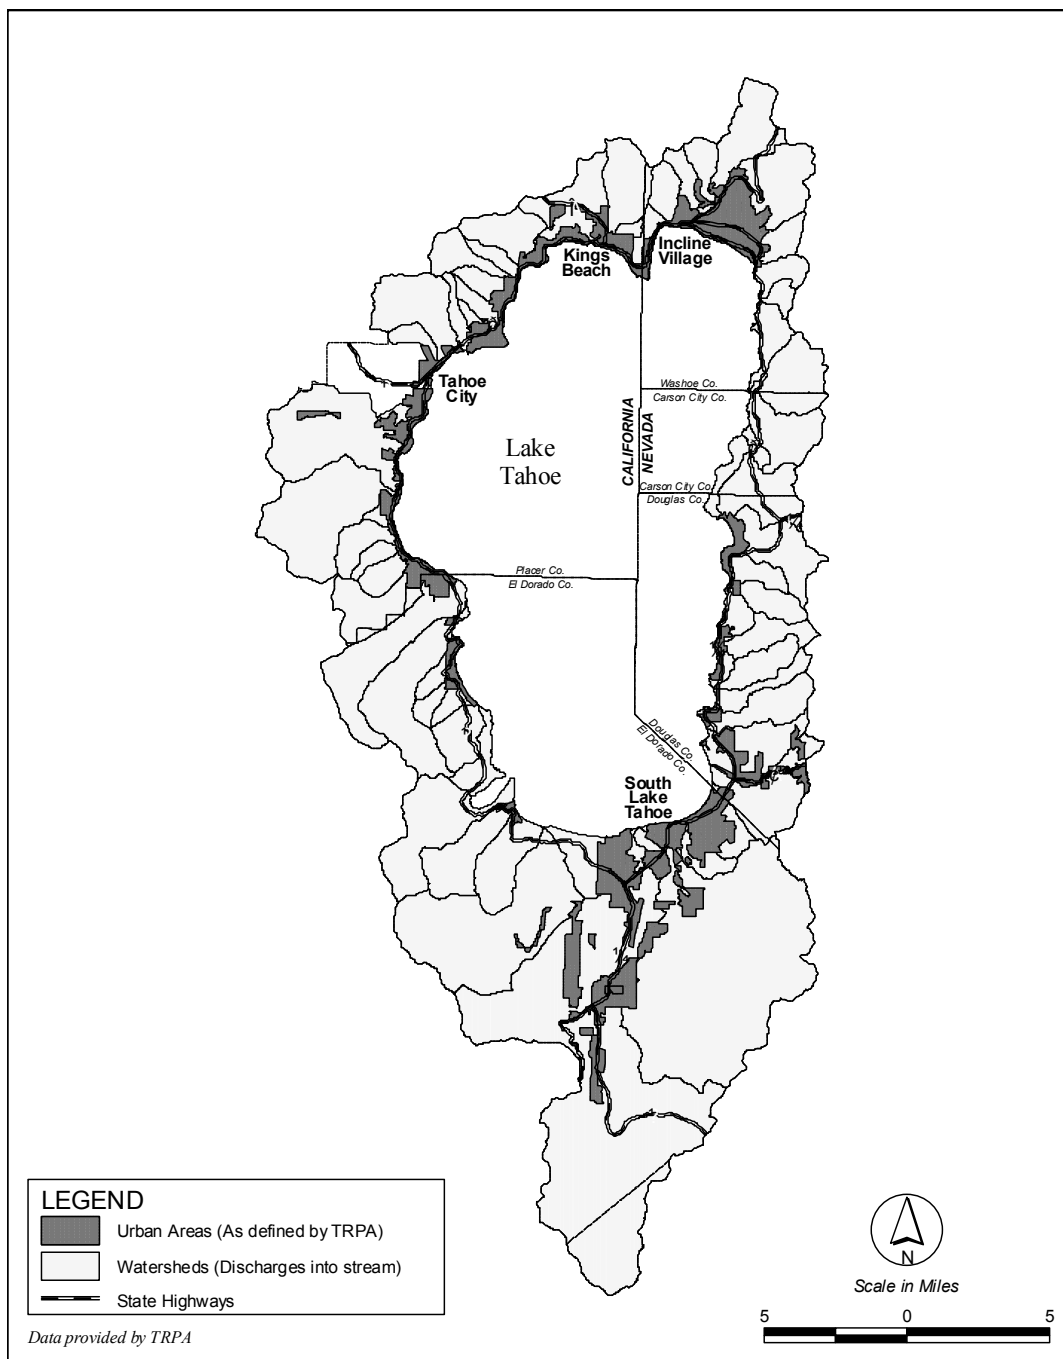 Kings
Beach
Incline
Village
Tahoe
City
Washoe Co.
Carson City Co.
CALIFORNIA
NEVADA
Lake
Tahoe
Carson City Co.
Douglas Co.
Placer Co.
El Dorado Co.
Douglas Co.
El Dorado Co.
South
Lake
Tahoe
LEGEND
Urban Areas (As defined by TRPA)
Watersheds (Discharges into stream)
State Highways
Data provided by TRPA
N
Scale in Miles
5 0 5